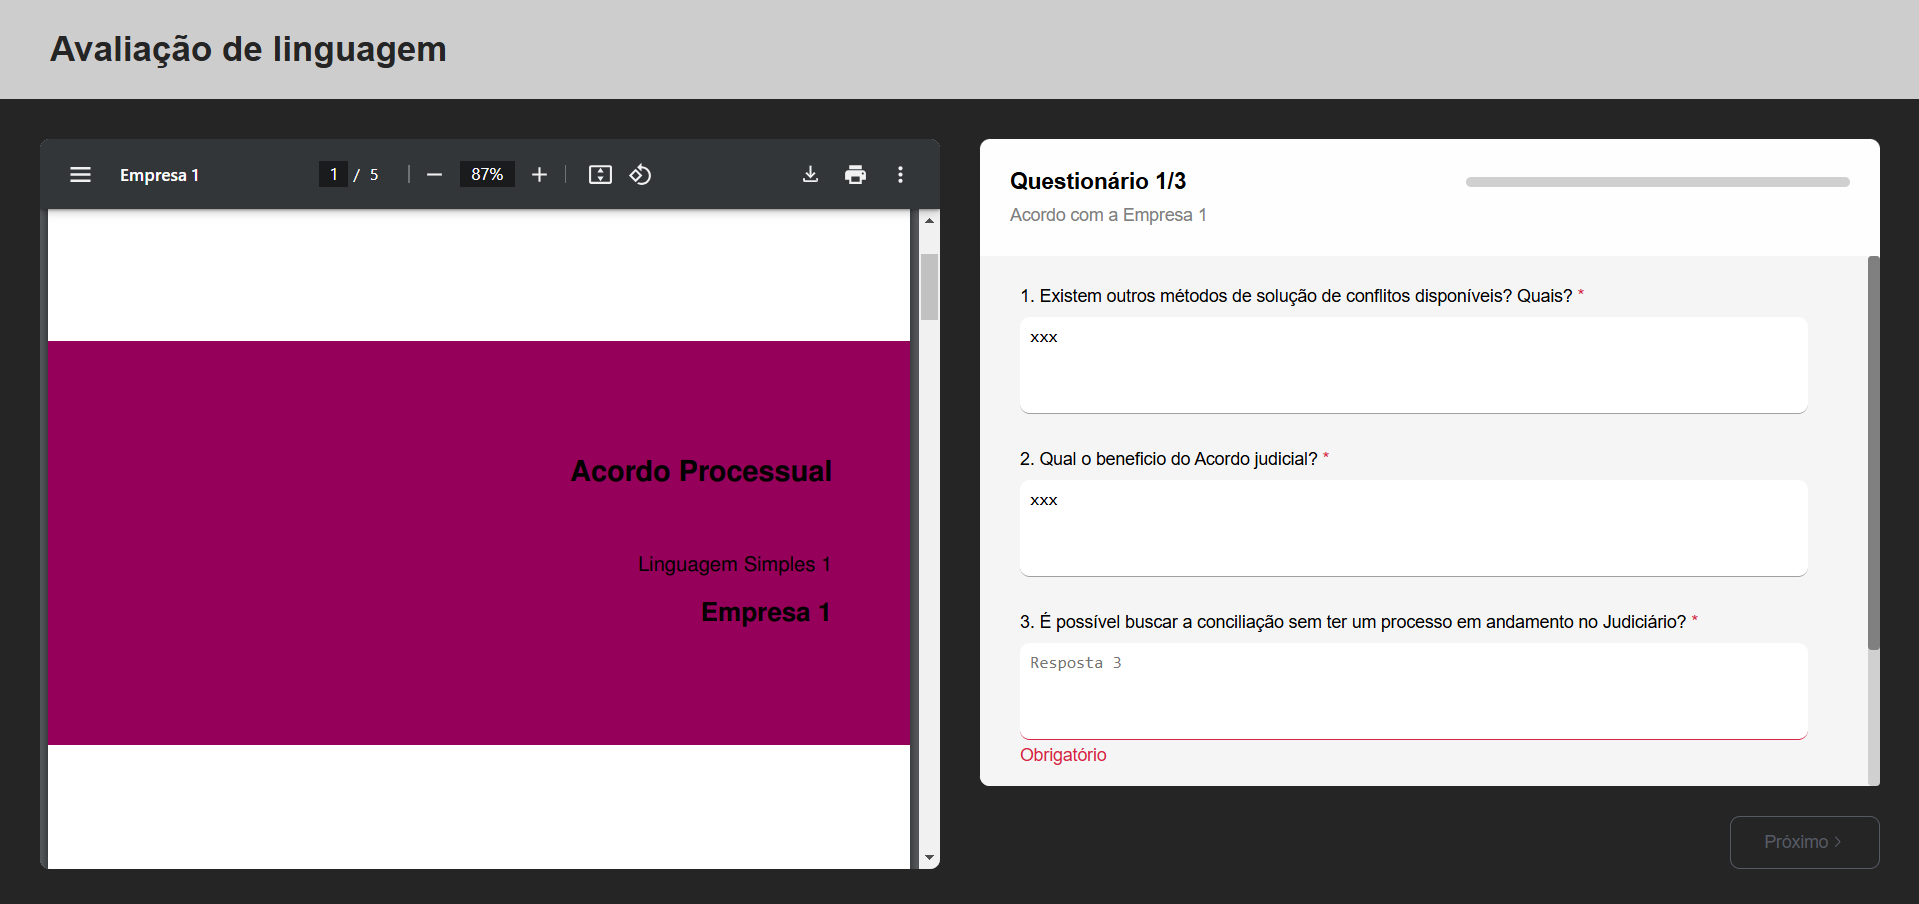 Avaliação de linguagem
Empresa 1
1 / 5
87%
Acordo Processual
Linguagem Simples 1
Empresa 1
Questionário 1/3
Acordo com a Empresa 1
1. Existem outros métodos de solução de conflitos disponíveis? Quais? *
xxx
2. Qual o beneficio do Acordo judicial? *
xxx
3. É possível buscar a conciliação sem ter um processo em andamento no Judiciário? *
Resposta 3
Obrigatório
Próximo >